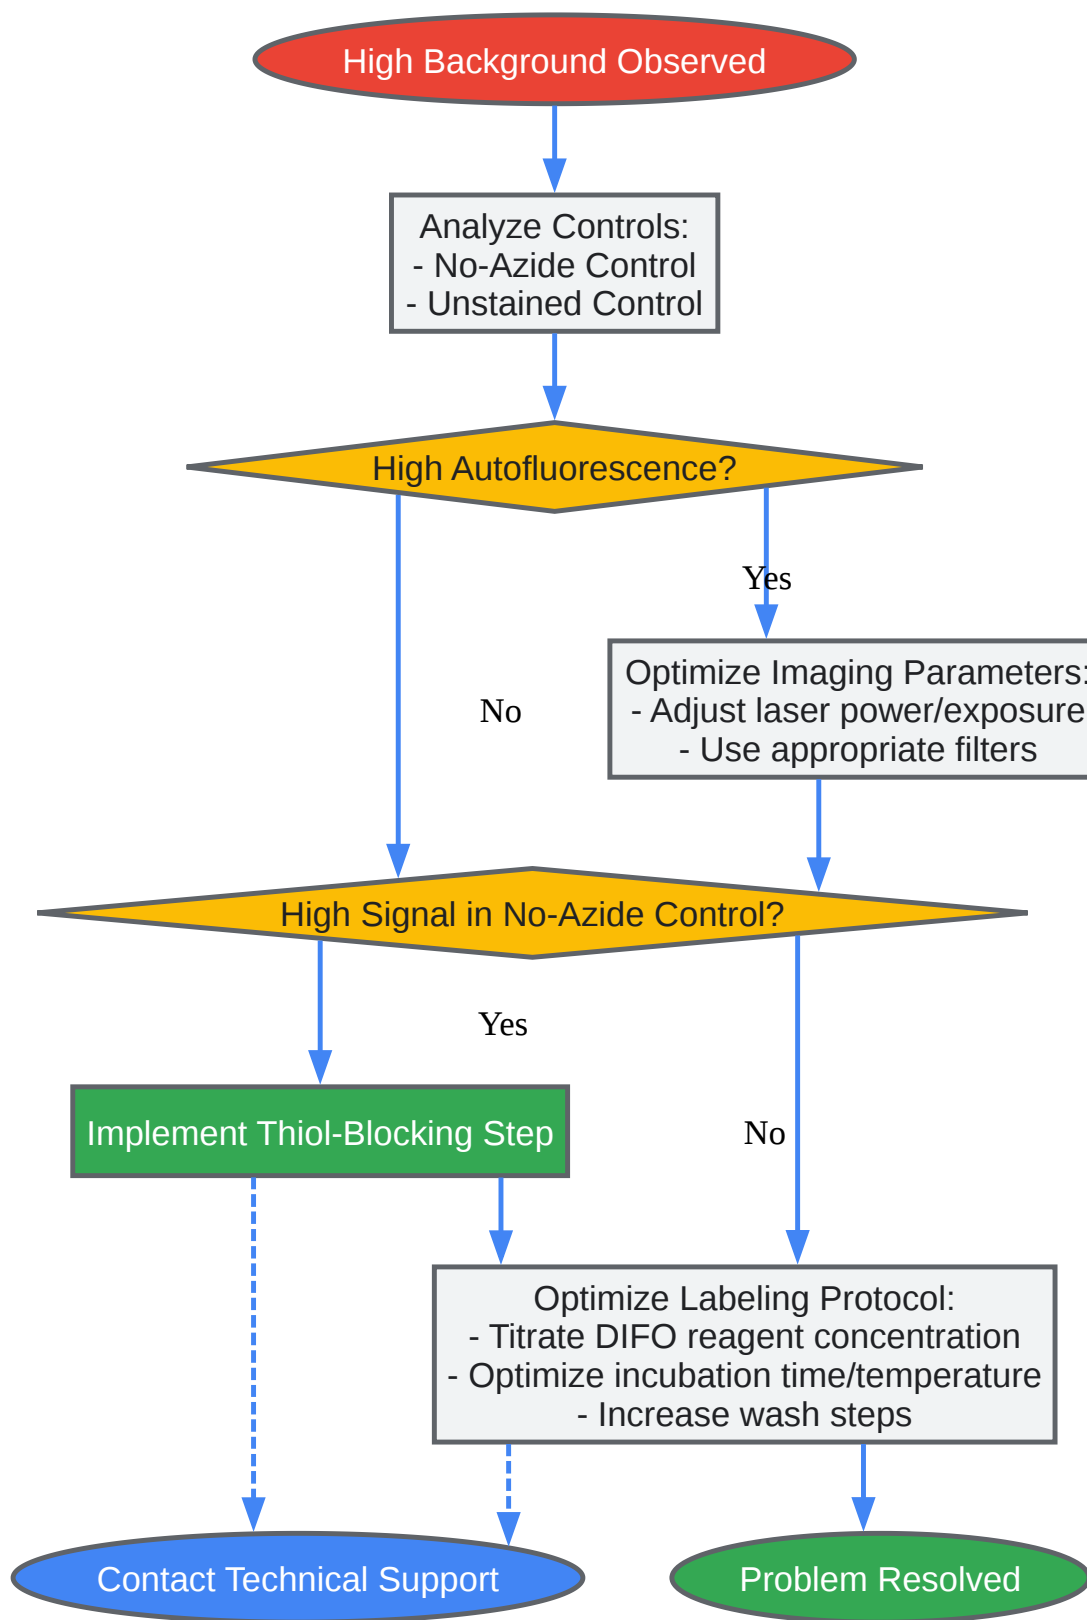 High Background Observed
Analyze Controls:
- No-Azide Control
- Unstained Control
High Autofluorescence?
Yes
Optimize Imaging Parameters:
- Adjust laser power/exposure
- Use appropriate filters
No
High Signal in No-Azide Control?
Yes
Implement Thiol-Blocking Step
No
Optimize Labeling Protocol:
- Titrate DIFO reagent concentration
- Optimize incubation time/temperature
- Increase wash steps
Contact Technical Support
Problem Resolved